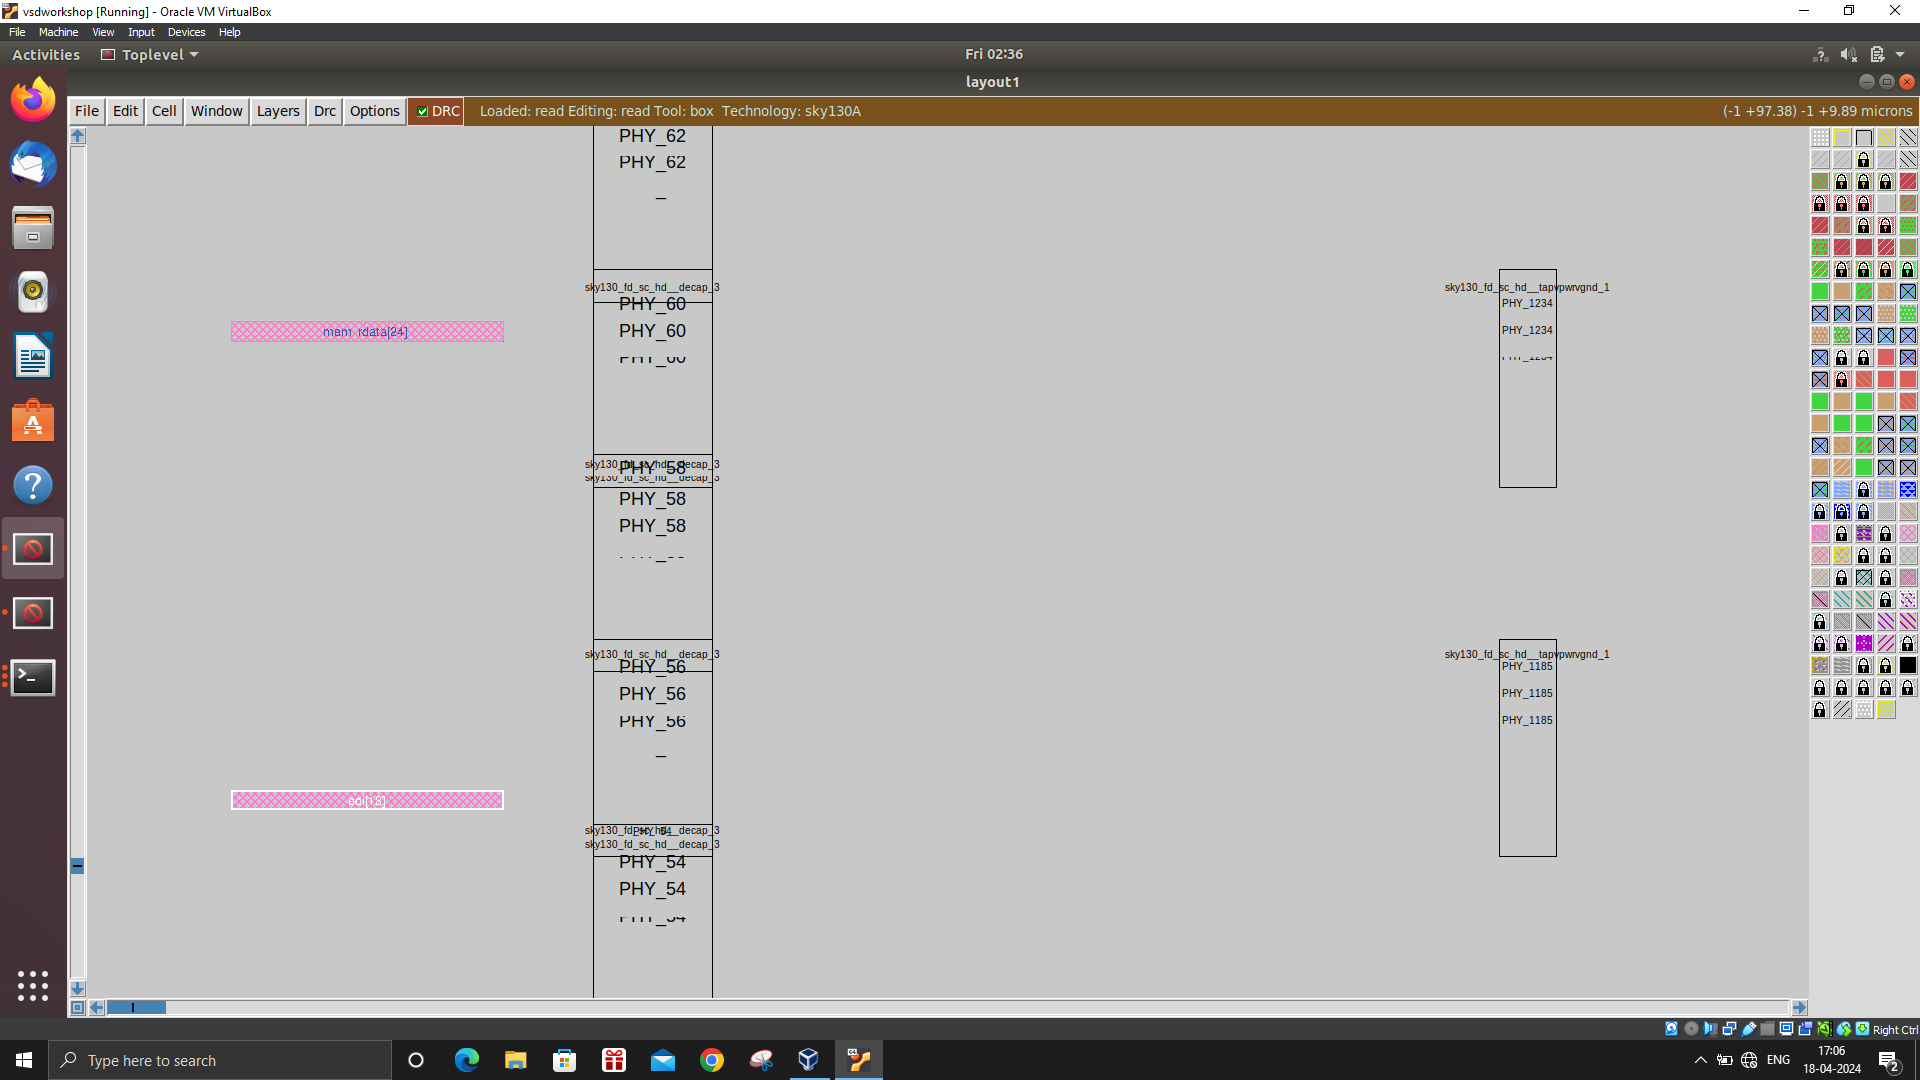 vsdworkshop [Running] - Oracle VM VirtualBox
File Machine View Input Devices Help
Activities Toplevel Fri 02:36
layout1
File Edit Cell Window Layers Drc Options DRC Loaded: read Editing: read Tool: box Technology: sky130A (-1 +97.38) -1 +9.89 microns
PHY_62
PHY_62
sky130_fd_sc_hd__decap_3
sky130_fd_sc_hd__tapvpwrvgnd_1
PHY_60
PHY_1234
mem_rdata[24]
PHY_60
PHY_1234
PHY_60
PHY_1234
sky130_fd_sc_hd__decap_3
PHY_58
sky130_fd_sc_hd__decap_3
PHY_58
PHY_58
sky130_fd_sc_hd__decap_3
sky130_fd_sc_hd__tapvpwrvgnd_1
PHY_56
PHY_1185
PHY_56
PHY_1185
PHY_56
PHY_1185
sky130_fd_sc_hd__decap_3
PHY_54
sky130_fd_sc_hd__decap_3
PHY_54
PHY_54
PHY_54
Right Ctrl
Type here to search
ENG
17:06
18-04-2024
2